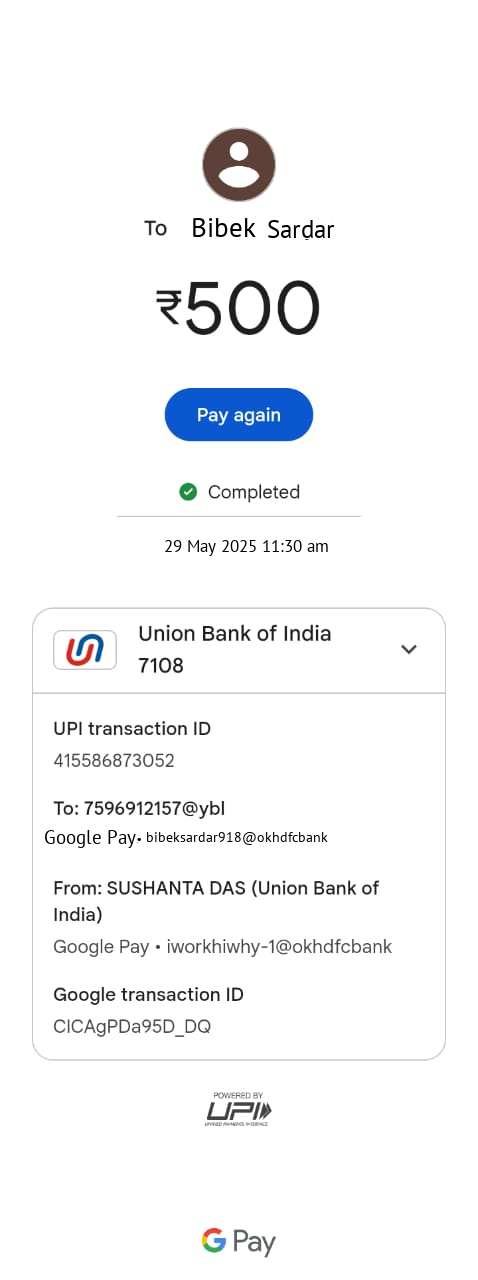 To Bibek Sardar
₹500
Pay again
Completed
29 May 2025 11:30 am
Union Bank of India
7108
UPI transaction ID
415586873052
To: 7596912157@ybl
Google Pay• bibeksardar918@okhdfcbank
From: SUSHANTA DAS (Union Bank of
India)
Google Pay • iworkhiwhy-1@okhdfcbank
Google transaction ID
CICAgPDa95D_DQ
POWERED BY
UPI
UNIFIED PAYMENTS INTERFACE
G Pay